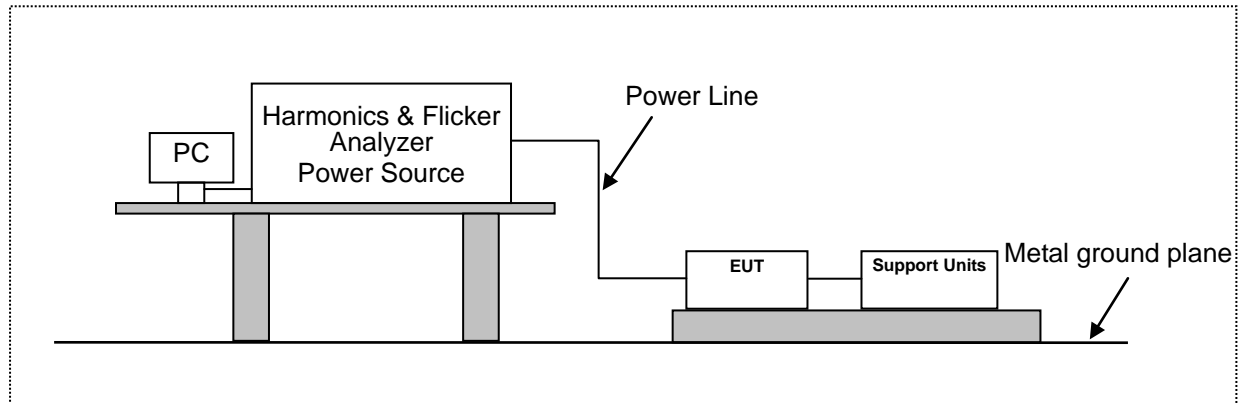 Harmonics & Flicker
Analyzer
Power Source
PC
Power Line
EUT
Support Units
Metal ground plane